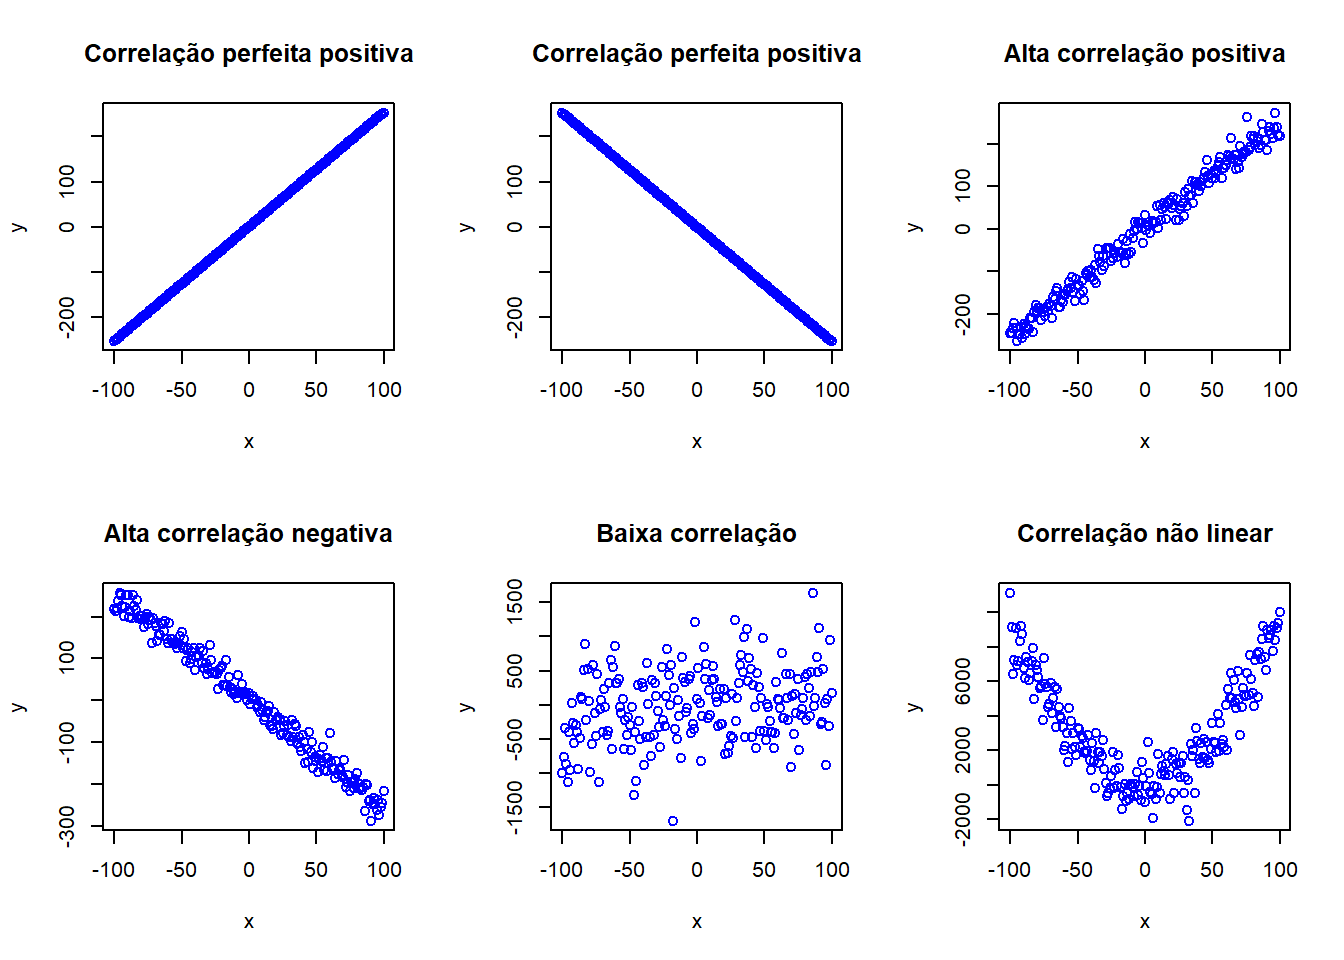 Correlação perfeita positiva
y
100
0
-200
-100 -50 0 50 100
x
Correlação perfeita positiva
y
100
0
-200
-100 -50 0 50 100
x
Alta correlação positiva
y
100
0
-200
-100 -50 0 50 100
x
Alta correlação negativa
y
100
-100
-300
-100 -50 0 50 100
x
Baixa correlação
y
1500
500
-500
-1500
-100 -50 0 50 100
x
Correlação não linear
y
6000
2000
-2000
-100 -50 0 50 100
x